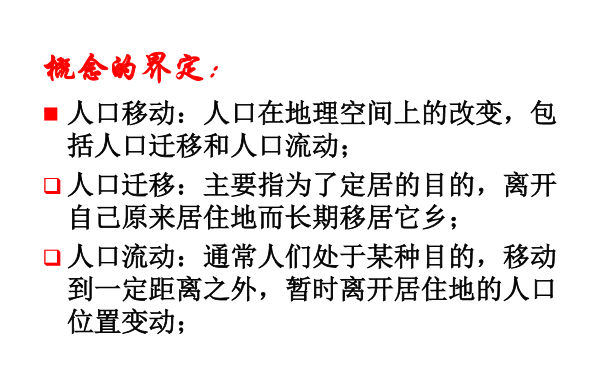 概念的界定：
人口移动：人口在地理空间上的改变，包
括人口迁移和人口流动；
人口迁移：主要指为了定居的目的，离开
自己原来居住地而长期移居它乡；
人口流动：通常人们处于某种目的，移动
到一定距离之外，暂时离开居住地的人口
位置变动；